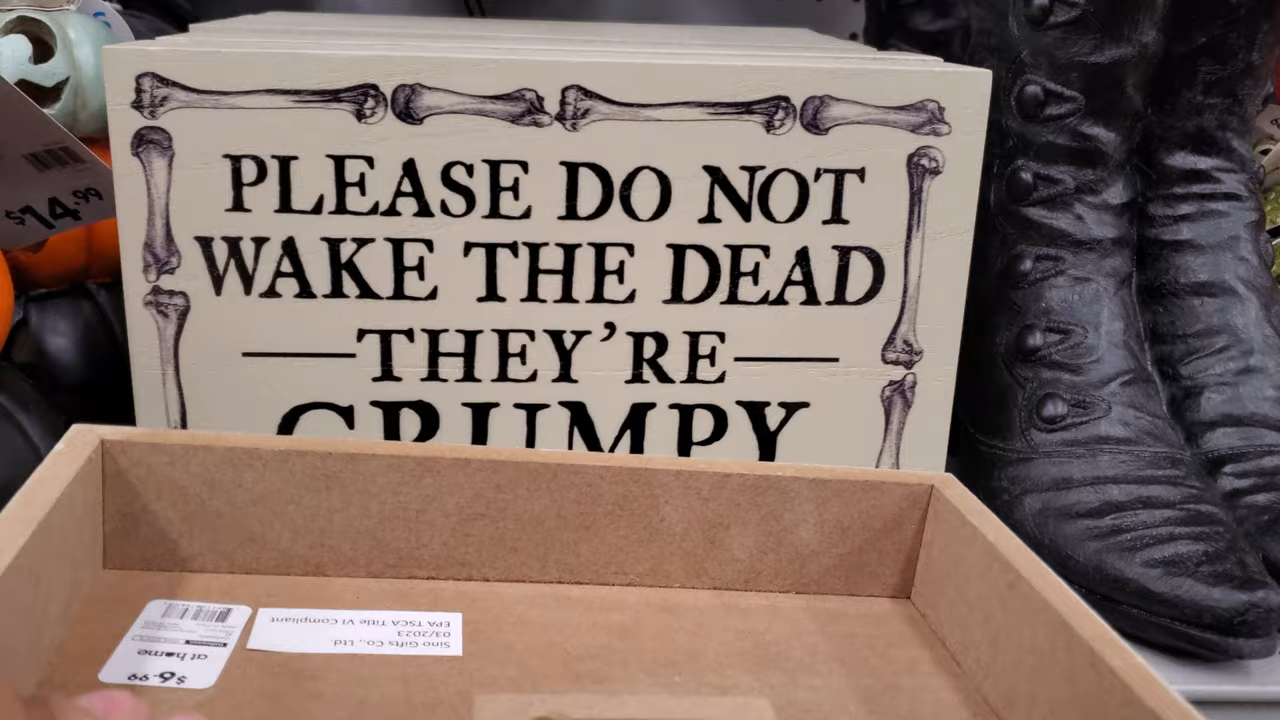 $14.99
PLEASE DO NOT
WAKE THE DEAD
THEY'RE
GRUMPY
Sino Gifts Co., Ltd.
03/2023
EPA TSCA Title VI Compliant
$6.99
at home